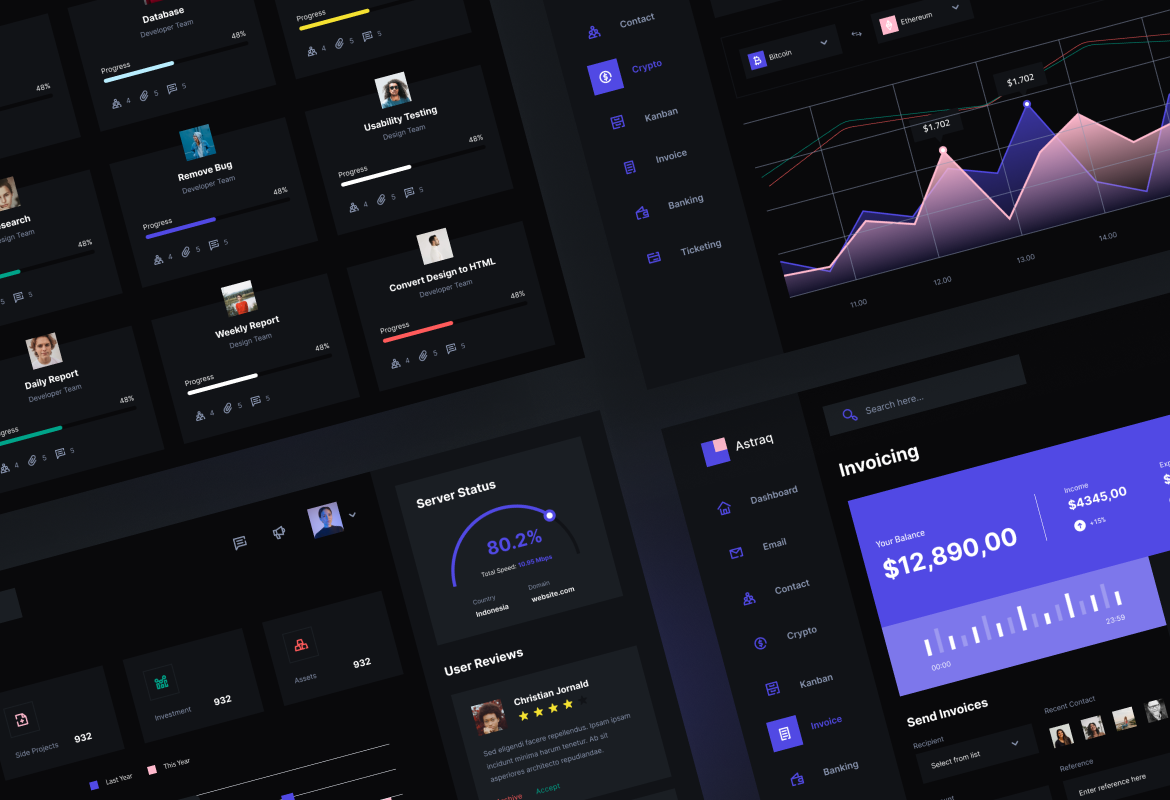 48%
Database
Developer Team
Progress
48%
4 5 5
Progress
4 5 5
Usability Testing
Design Team
Progress
48%
4 5 5
Remove Bug
Developer Team
Progress
48%
4 5 5
Design Team
48%
5 5
Convert Design to HTML
Developer Team
Progress
48%
4 5 5
Weekly Report
Design Team
Progress
48%
4 5 5
Daily Report
Developer Team
48%
4 5 5
Contact
Crypto
Kanban
Invoice
Banking
Ticketing
Bitcoin
Ethereum
$1.702
$1.702
11.00
12.00
13.00
14.00
Server Status
80.2%
Total Speed: 10.95 Mbps
Country
Indonesia
Domain
website.com
User Reviews
Christian Jornald
Sed eligendi facere repellendus. Ipsam ipsam
incidunt minima harum tenetur. Ab sit
asperiores architecto repudiandae.
Archive
Accept
Side Projects
932
Investment
932
Assets
932
Last Year
This Year
Astraq
Dashboard
Email
Contact
Crypto
Kanban
Invoice
Banking
Search here...
Invoicing
Your Balance
$12,890,00
Income
$4345,00
+15%
00:00
23:59
Send Invoices
Recipient
Select from list
Recent Contact
Reference
Enter reference here